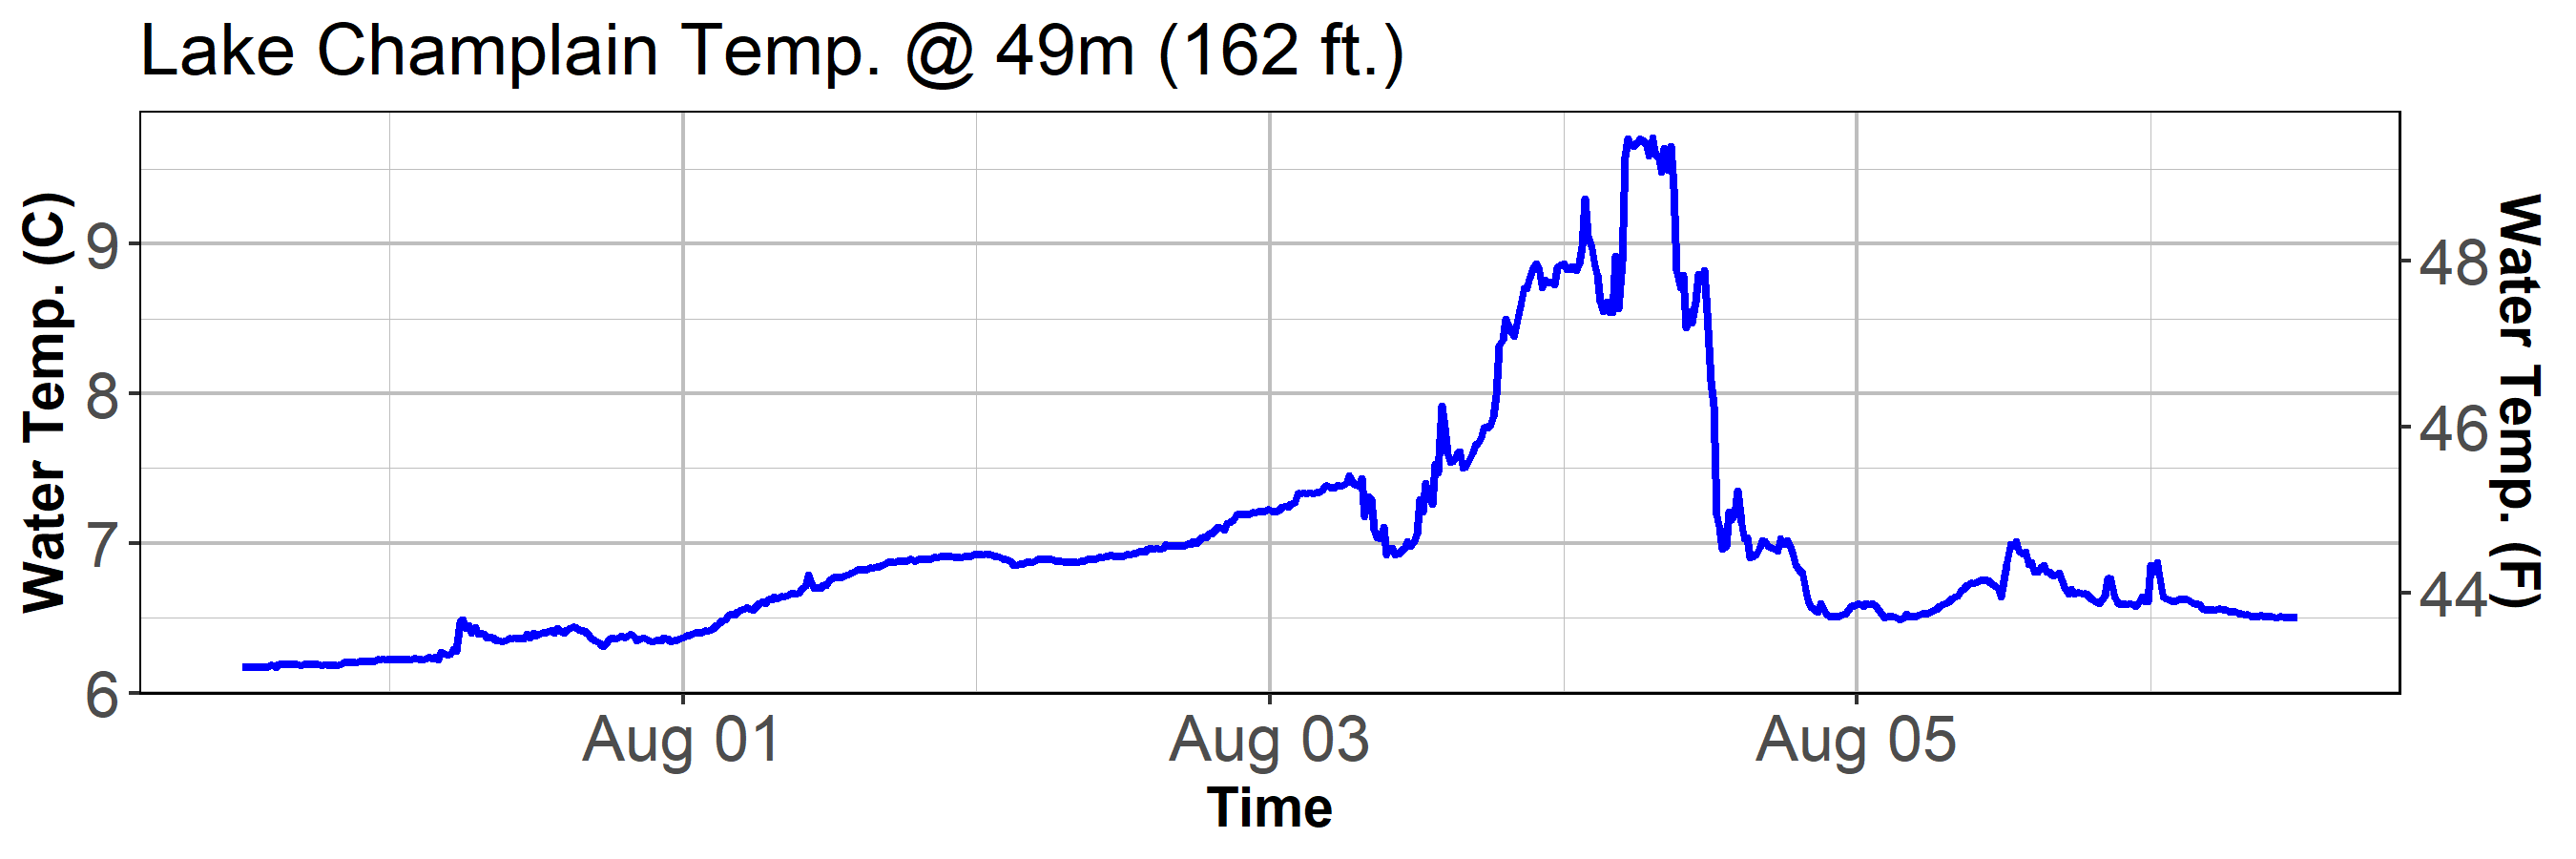 Lake Champlain Temp. @ 49m (162 ft.)
Water Temp. (C)
9
8
7
6
48
46
44
Water Temp. (F)
Aug 01
Aug 03
Aug 05
Time